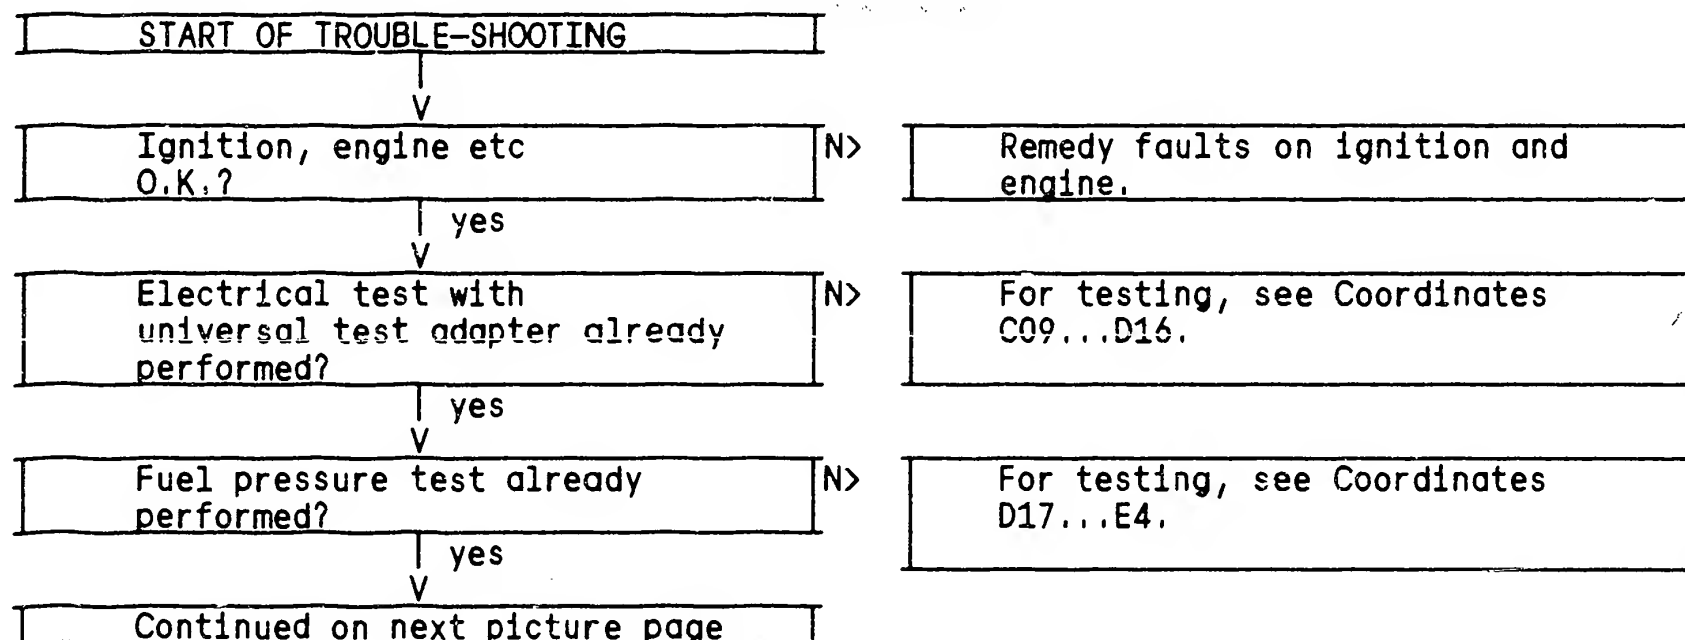 START OF TROUBLE-SHOOTING
Ignition, engine etc
O.K.?
N>
Remedy faults on ignition and
engine.
yes
Electrical test with
universal test adapter already
performed?
N>
For testing, see Coordinates
C09...D16.
yes
Fuel pressure test already
performed?
N>
For testing, see Coordinates
D17...E4.
yes
Continued on next picture page